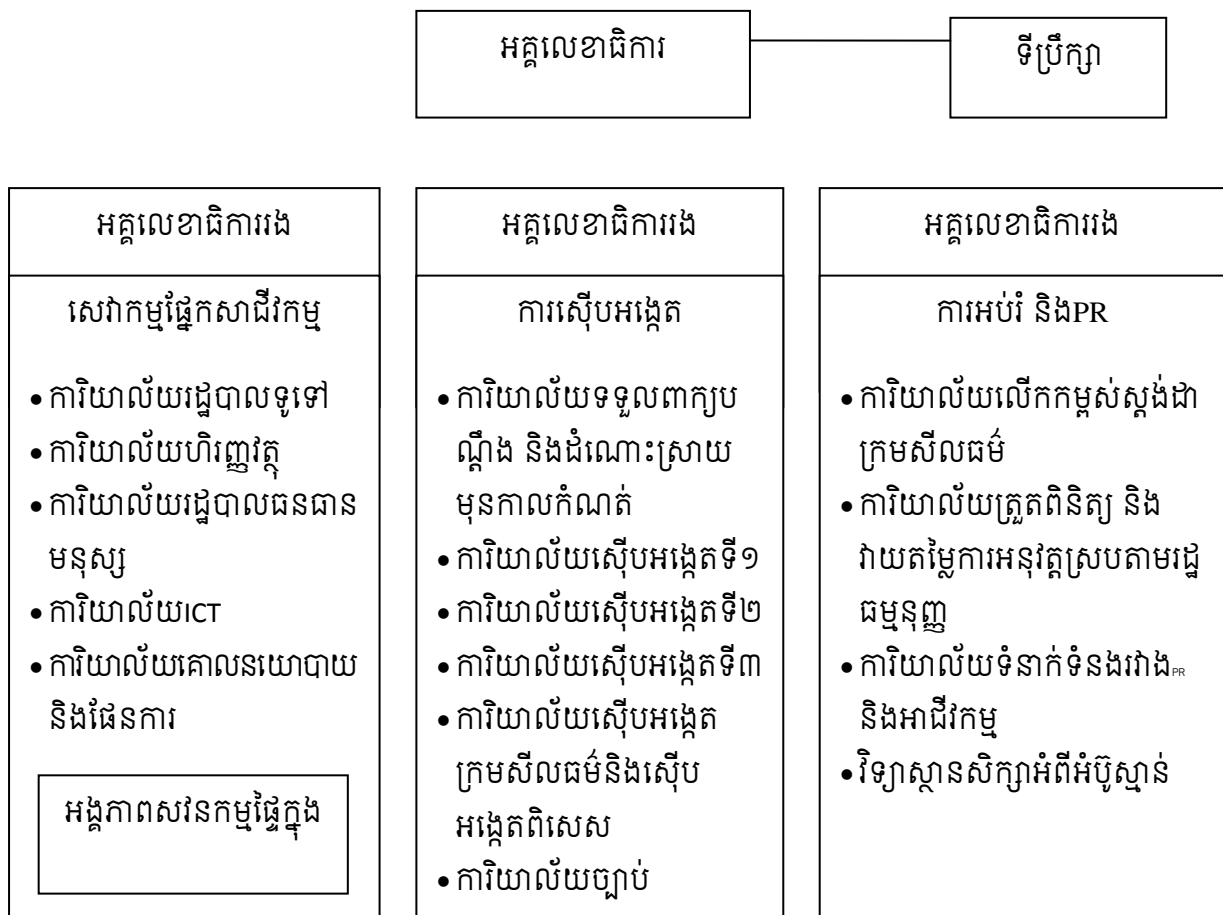 អគ្គលេខាធិការ
ទីប្រឹក្សា
អគ្គលេខាធិការរង
សេវាកម្មផ្នែកសាជីវកម្ម
• ការិយាល័យរដ្ឋបាលទូទៅ
• ការិយាល័យហិរញ្ញវត្ថុ
• ការិយាល័យរដ្ឋបាលធនធាន
មនុស្ស
• ការិយាល័យICT
• ការិយាល័យគោលនយោបាយ
និងផែនការ
អង្គភាពសវនកម្មផ្ទៃក្នុង
អគ្គលេខាធិការរង
ការស៊ើបអង្កេត
• ការិយាល័យទទួលពាក្យប
ណ្តឹង និងដំណោះស្រាយ
មុនកាលកំណត់
• ការិយាល័យស៊ើបអង្កេតទី១
• ការិយាល័យស៊ើបអង្កេតទី២
• ការិយាល័យស៊ើបអង្កេតទី៣
• ការិយាល័យស៊ើបអង្កេត
ក្រមសីលធម៌និងស៊ើប
អង្កេតពិសេស
• ការិយាល័យច្បាប់
អគ្គលេខាធិការរង
ការអប់រំ និងPR
• ការិយាល័យលើកកម្ពស់ស្តង់ដា
ក្រមសីលធម៌
• ការិយាល័យត្រួតពិនិត្យ និង
វាយតម្លៃការអនុវត្តស្របតាមរដ្ឋ
ធម្មនុញ្ញ
• ការិយាល័យទំនាក់ទំនងរវាងPR
និងអាជីវកម្ម
• វិទ្យាស្ថានសិក្សាអំពីអំប៊ូស្មាន់